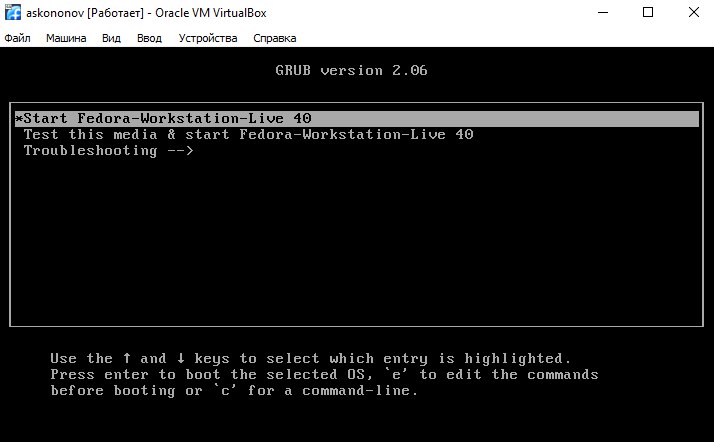 askononov [Работает] - Oracle VM VirtualBox
Файл Машина Вид Ввод Устройства Справка
GRUB version 2.06
*Start Fedora-Workstation-Live 40
Test this media & start Fedora-Workstation-Live 40
Troubleshooting -->
Use the ↑ and ↓ keys to select which entry is highlighted.
Press enter to boot the selected OS, `e' to edit the commands
before booting or `c' for a command-line.